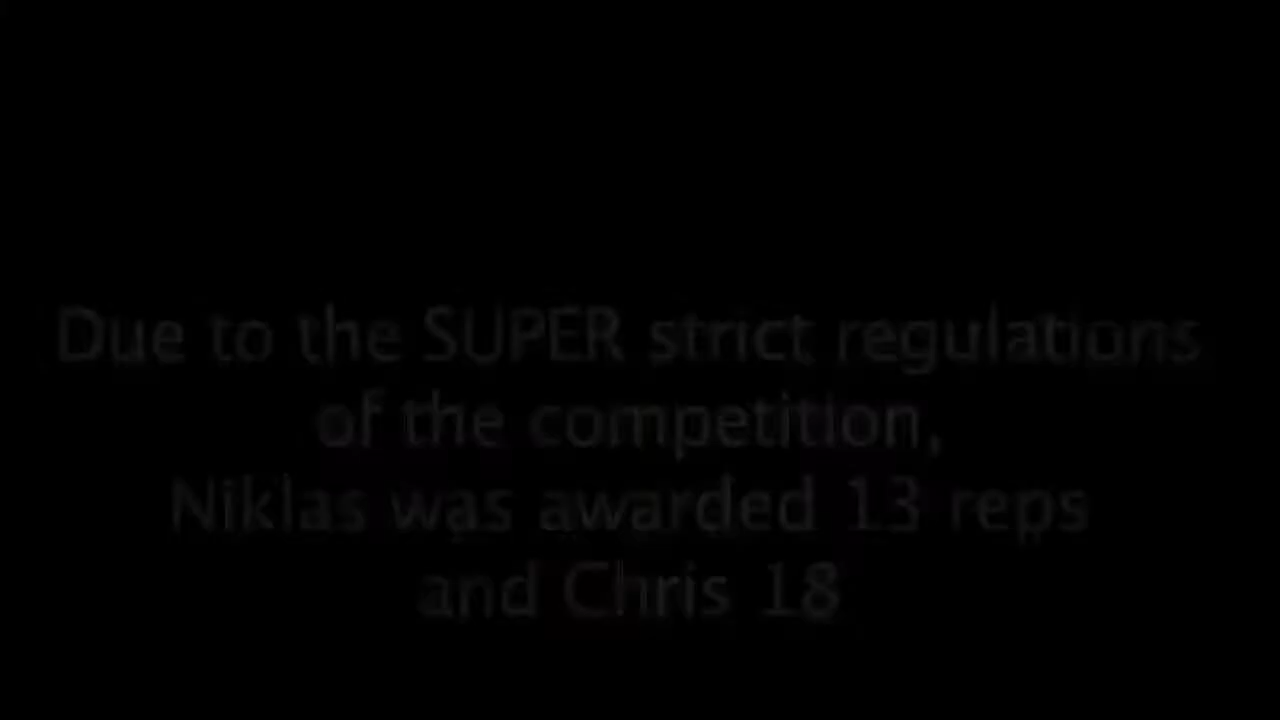 Due to the SUPER strict regulations
of the competition,
Niklas was awarded 13 reps
and Chris 18